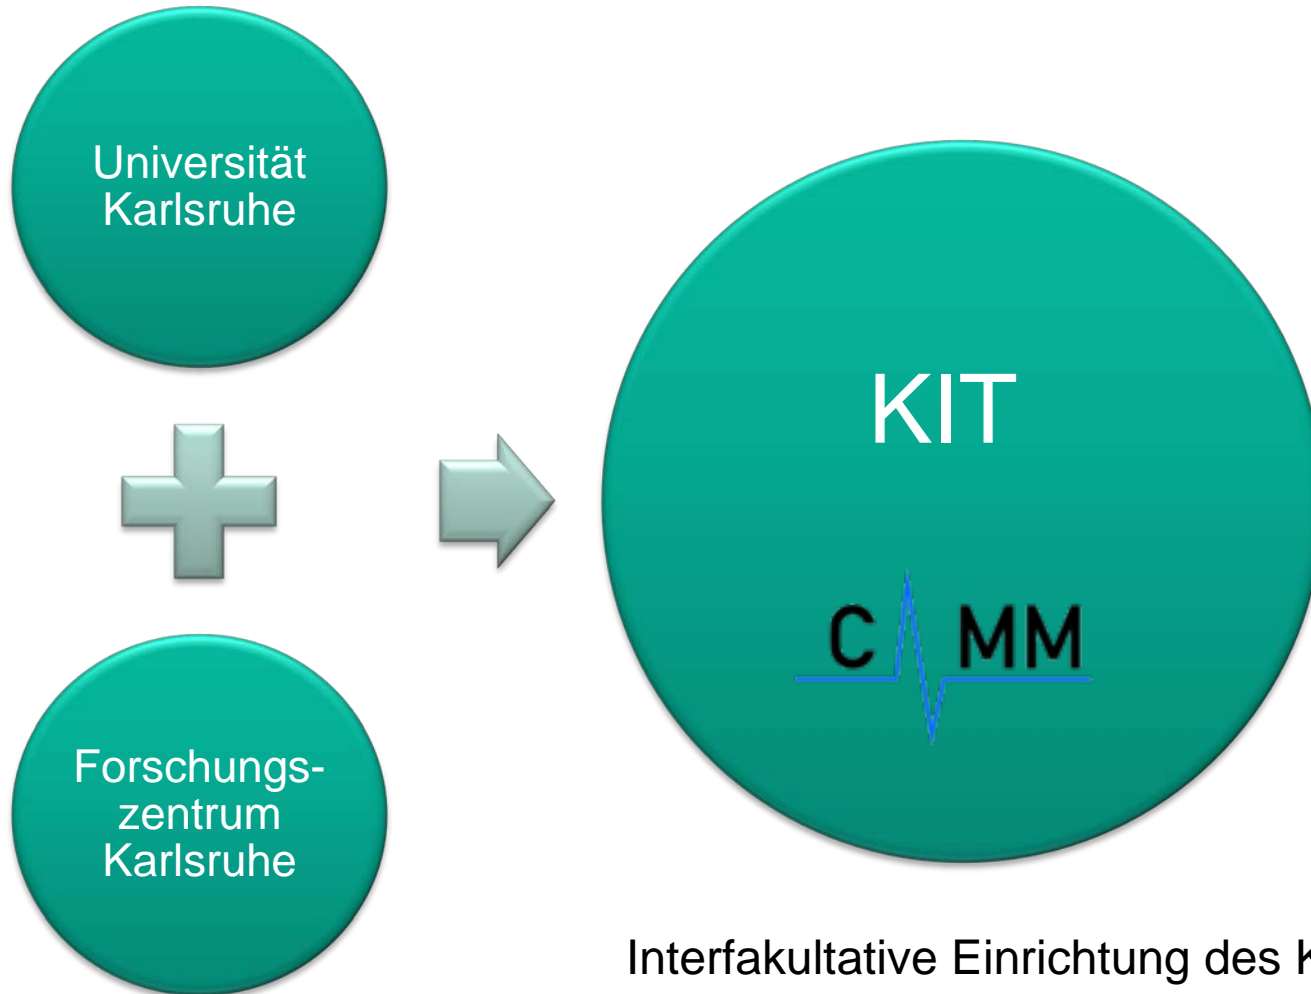 Universität
Karlsruhe
Forschungs-
zentrum
Karlsruhe
KIT
C MM
Interfakultative Einrichtung des K